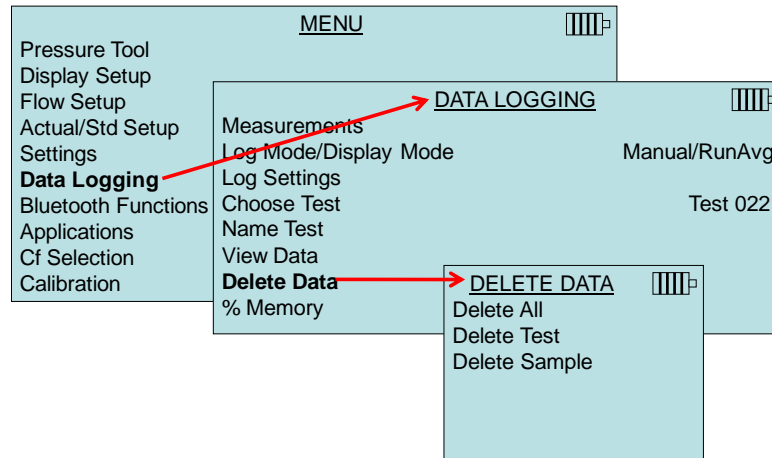 MENU
Pressure Tool
Display Setup
Flow Setup
Actual/Std Setup
Settings
Data Logging
Bluetooth Functions
Applications
Cf Selection
Calibration
DATA LOGGING
Measurements
Log Mode/Display Mode Manual/RunAvg
Log Settings
Choose Test Test 022
Name Test
View Data
Delete Data
% Memory
DELETE DATA
Delete All
Delete Test
Delete Sample